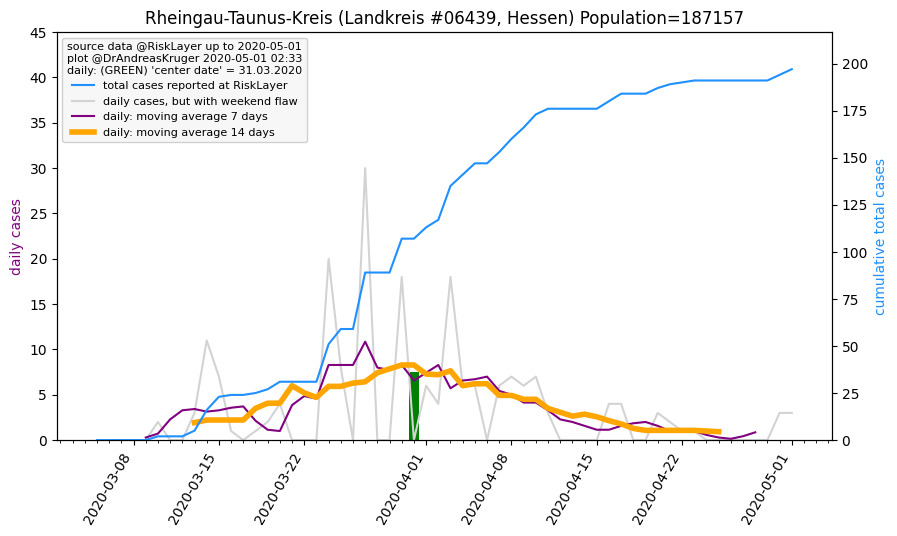 Rheingau-Taunus-Kreis (Landkreis #06439, Hessen) Population=187157
source data @RiskLayer up to 2020-05-01
plot @DrAndreasKruger 2020-05-01 02:33
daily: (GREEN) 'center date' = 31.03.2020
total cases reported at RiskLayer
daily cases, but with weekend flaw
daily: moving average 7 days
daily: moving average 14 days
daily cases
45
40
35
30
25
20
15
10
5
0
cumulative total cases
200
175
150
125
100
75
50
25
0
2020-03-08
2020-03-15
2020-03-22
2020-04-01
2020-04-08
2020-04-15
2020-04-22
2020-05-01